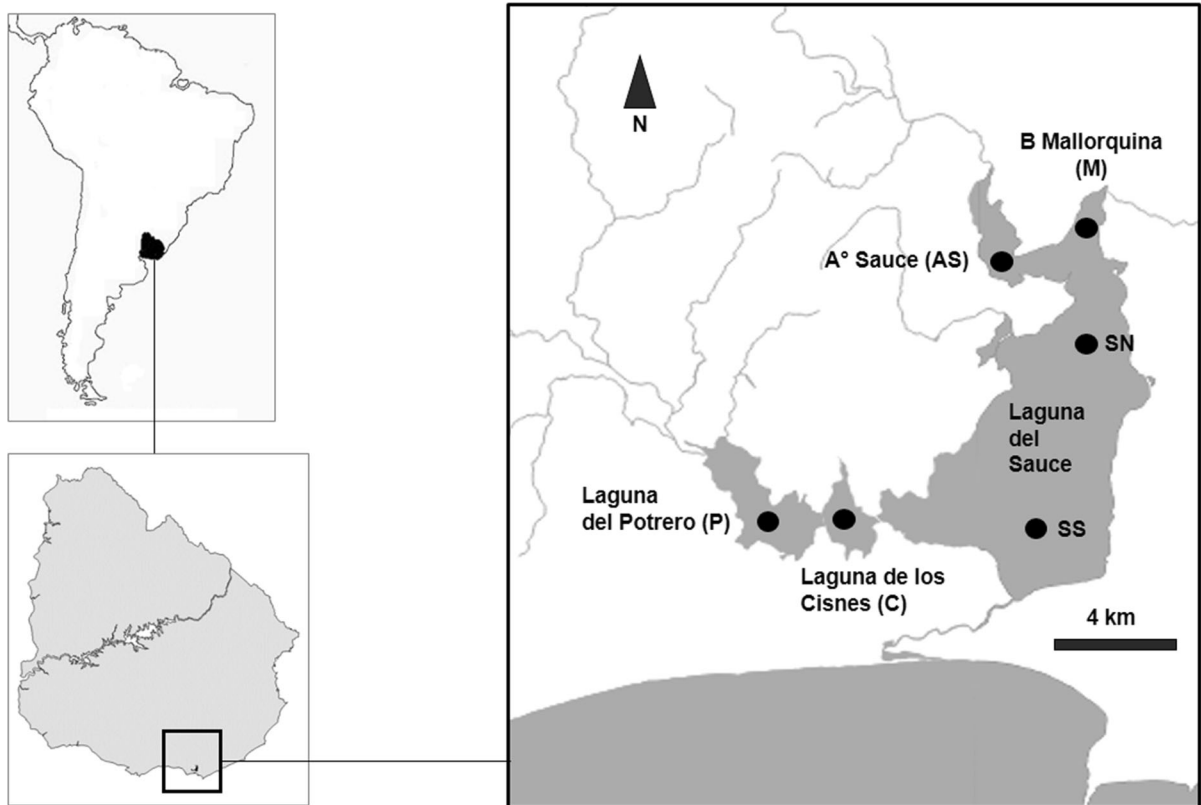 N
B Mallorquina
(M)
A° Sauce (AS)
SN
Laguna
del
Sauce
Laguna
del Potrero (P)
SS
Laguna de los
Cisnes (C)
4 km